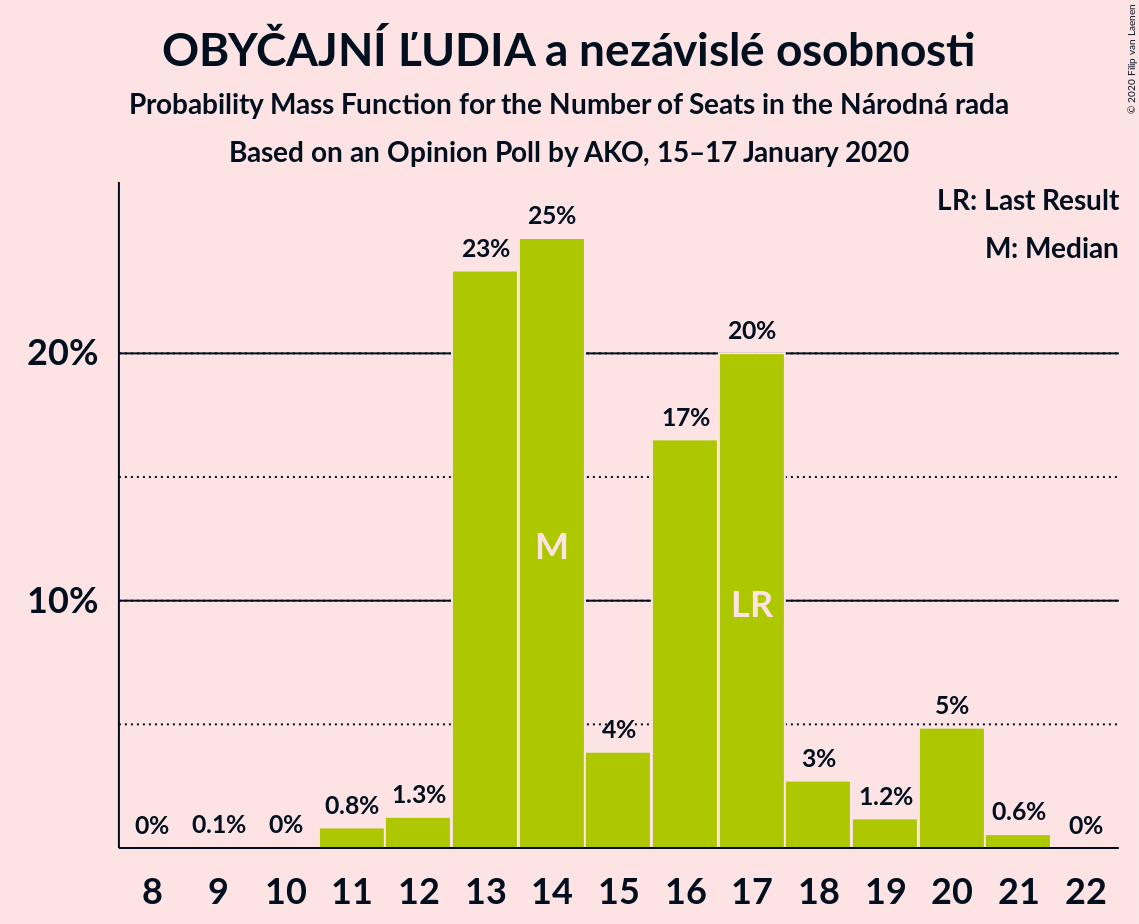 OBYČAJNÍ ĽUDIA a nezávislé osobnosti
Probability Mass Function for the Number of Seats in the Národná rada
Based on an Opinion Poll by AKO, 15–17 January 2020
© 2020 Filip van Laenen
LR: Last Result
M: Median
20%
10%
0%
0.1%
0%
0.8%
1.3%
23%
25%
4%
17%
20%
3%
1.2%
5%
0.6%
0%
M
LR
8 9 10 11 12 13 14 15 16 17 18 19 20 21 22